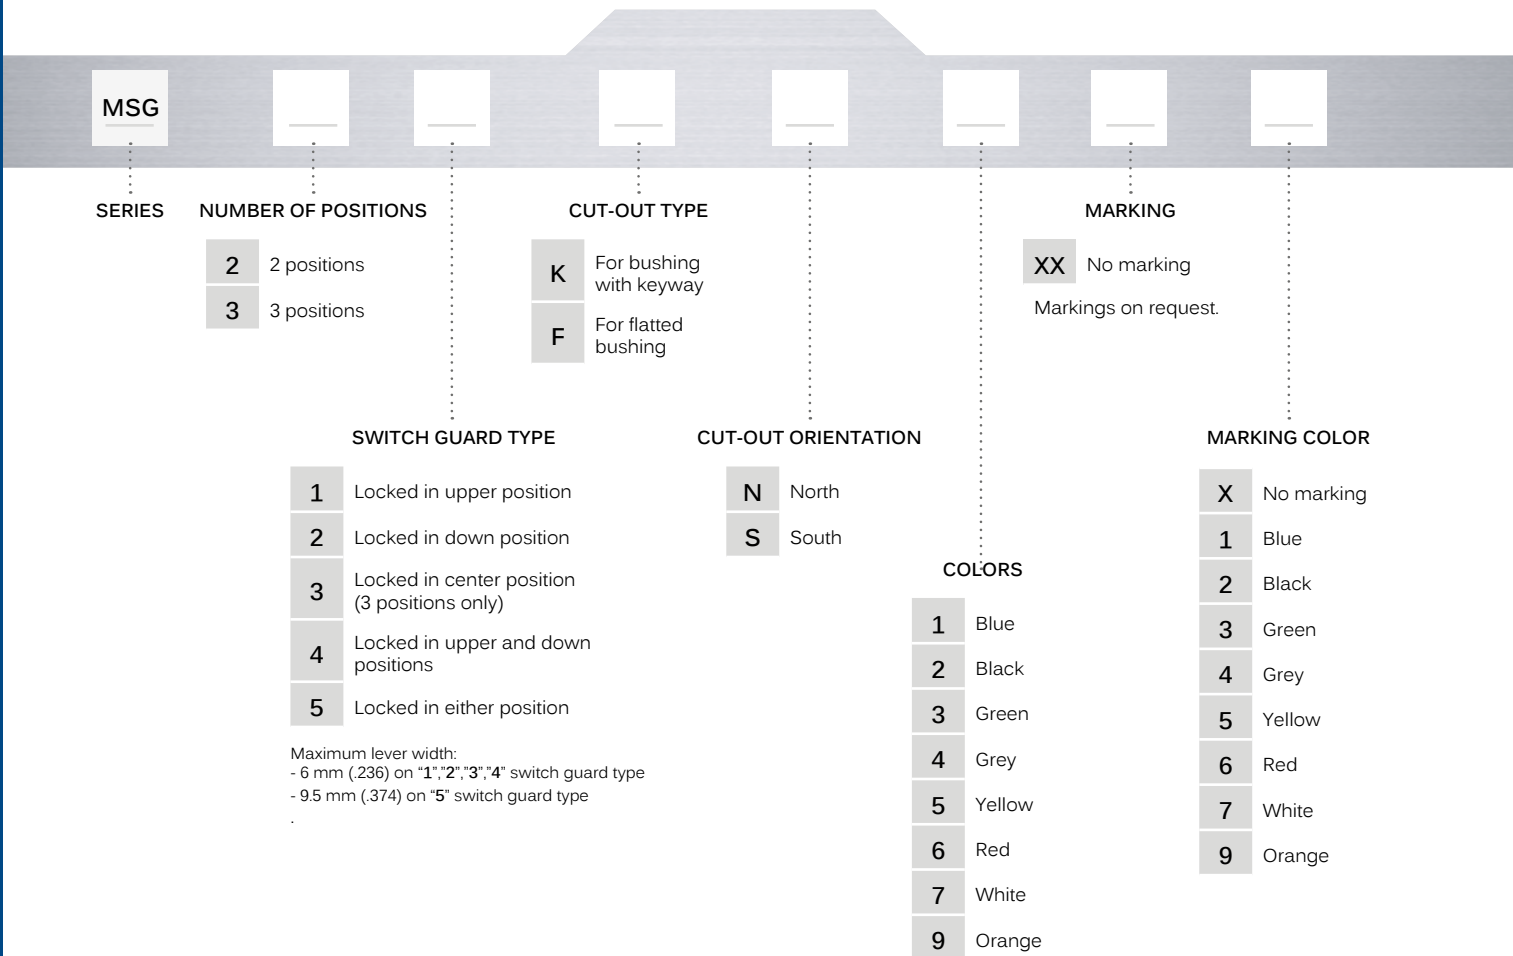 MSG
SERIES
NUMBER OF POSITIONS
2 2 positions
3 3 positions
CUT-OUT TYPE
K For bushing
with keyway
F For flatted
bushing
MARKING
XX No marking
Markings on request.
SWITCH GUARD TYPE
1 Locked in upper position
2 Locked in down position
3 Locked in center position
(3 positions only)
4 Locked in upper and down
positions
5 Locked in either position
Maximum lever width:
- 6 mm (.236) on “1”,”2”,”3”,”4” switch guard type
- 9.5 mm (.374) on “5” switch guard type
.
CUT-OUT ORIENTATION
N North
S South
COLORS
1 Blue
2 Black
3 Green
4 Grey
5 Yellow
6 Red
7 White
9 Orange
MARKING COLOR
X No marking
1 Blue
2 Black
3 Green
4 Grey
5 Yellow
6 Red
7 White
9 Orange